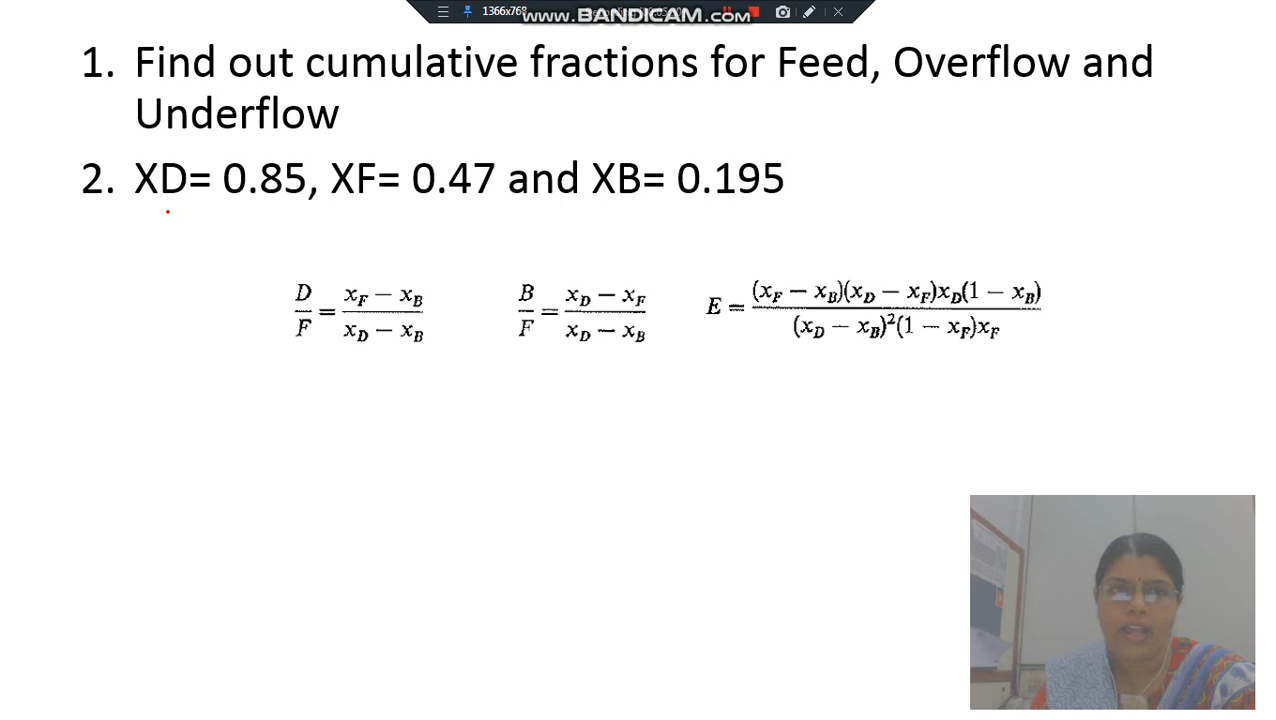 1366x768
www.BANDICAM.com
1. Find out cumulative fractions for Feed, Overflow and
Underflow
2. XD= 0.85, XF= 0.47 and XB= 0.195
D/F = (x_F − x_B)/(x_D − x_B) B/F = (x_D − x_F)/(x_D − x_B) E = (x_F − x_B)(x_D − x_F)x_D(1 − x_B)/(x_D − x_B)²(1 − x_F)x_F